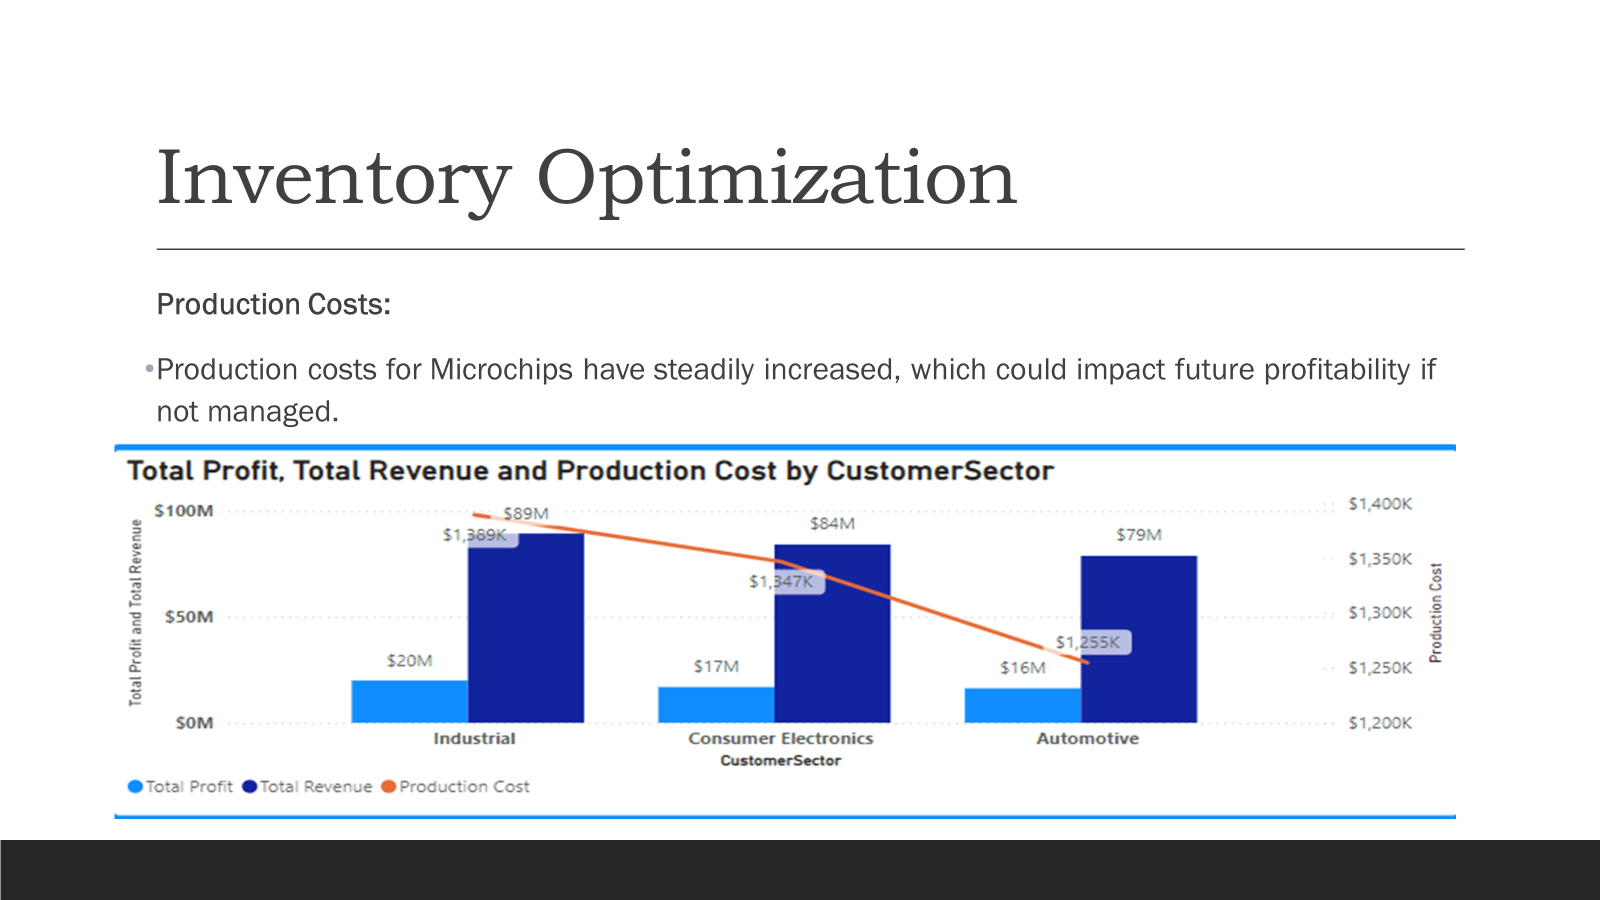 Inventory Optimization
Production Costs:
•Production costs for Microchips have steadily increased, which could impact future profitability if
not managed.
Total Profit, Total Revenue and Production Cost by CustomerSector
Total Profit and Total Revenue
$100M
$50M
$0M
$20M
$89M
$1,389K
$17M
$84M
$1,347K
$16M
$79M
$1,255K
$1,400K
$1,350K
$1,300K
$1,250K
$1,200K
Production Cost
Industrial
Consumer Electronics
Automotive
CustomerSector
Total Profit
Total Revenue
Production Cost